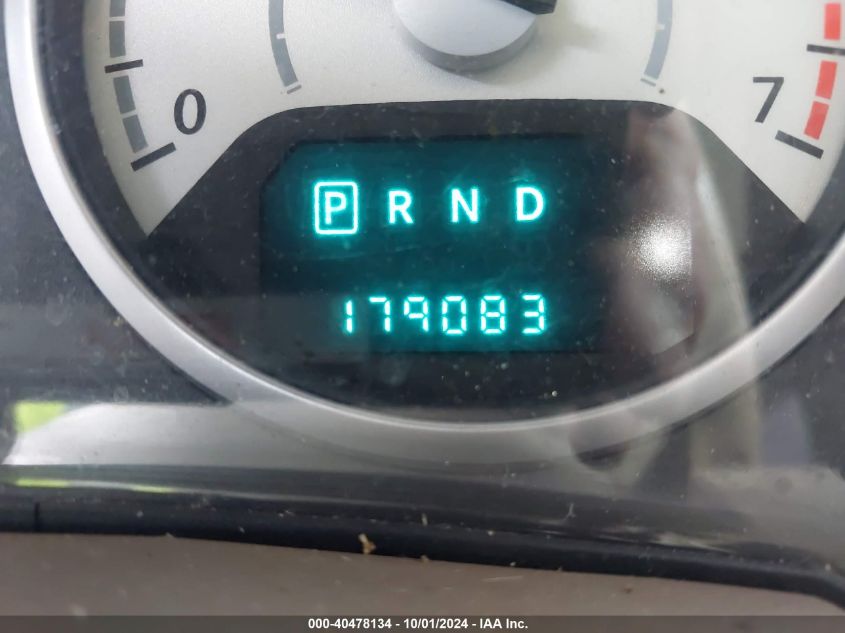 0 7
P R N D
179083
000-40478134 - 10/01/2024 - IAA Inc.